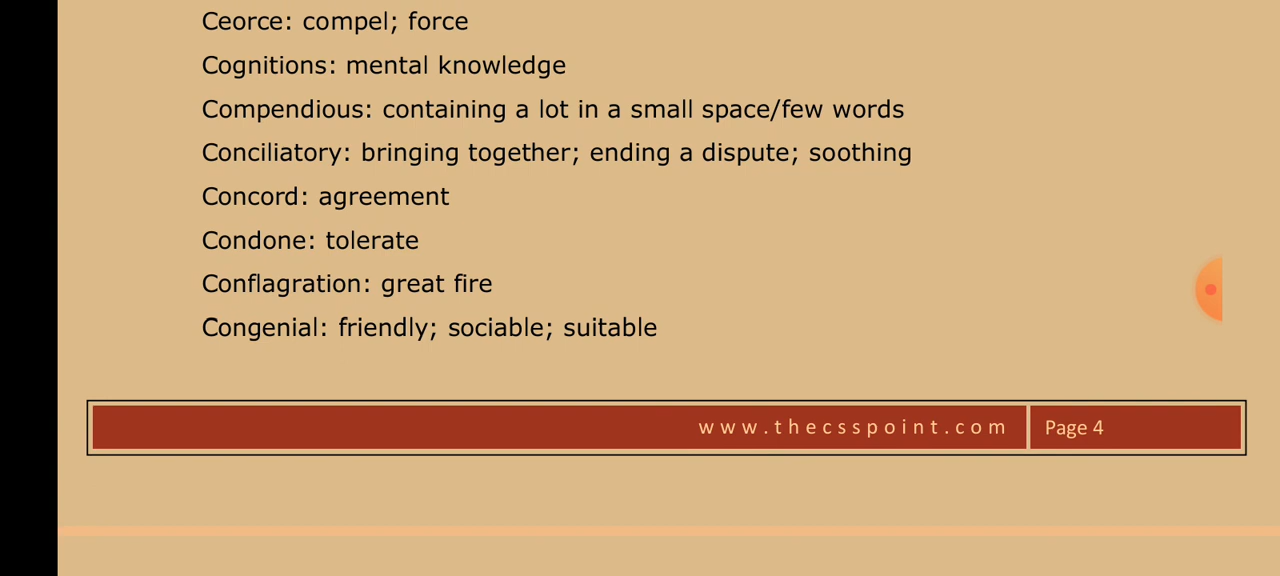 Ceorce: compel; force
Cognitions: mental knowledge
Compendious: containing a lot in a small space/few words
Conciliatory: bringing together; ending a dispute; soothing
Concord: agreement
Condone: tolerate
Conflagration: great fire
Congenial: friendly; sociable; suitable
www.thecsspoint.com Page 4